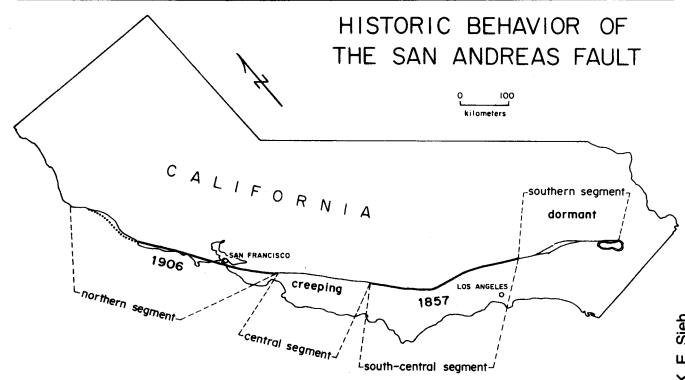 HISTORIC BEHAVIOR OF
THE SAN ANDREAS FAULT
N
0 100
kilometers
CALIFORNIA
southern segment
dormant
SAN FRANCISCO
1906
creeping
LOS ANGELES
1857
northern segment
central segment
south-central segment
K. E. Sieh